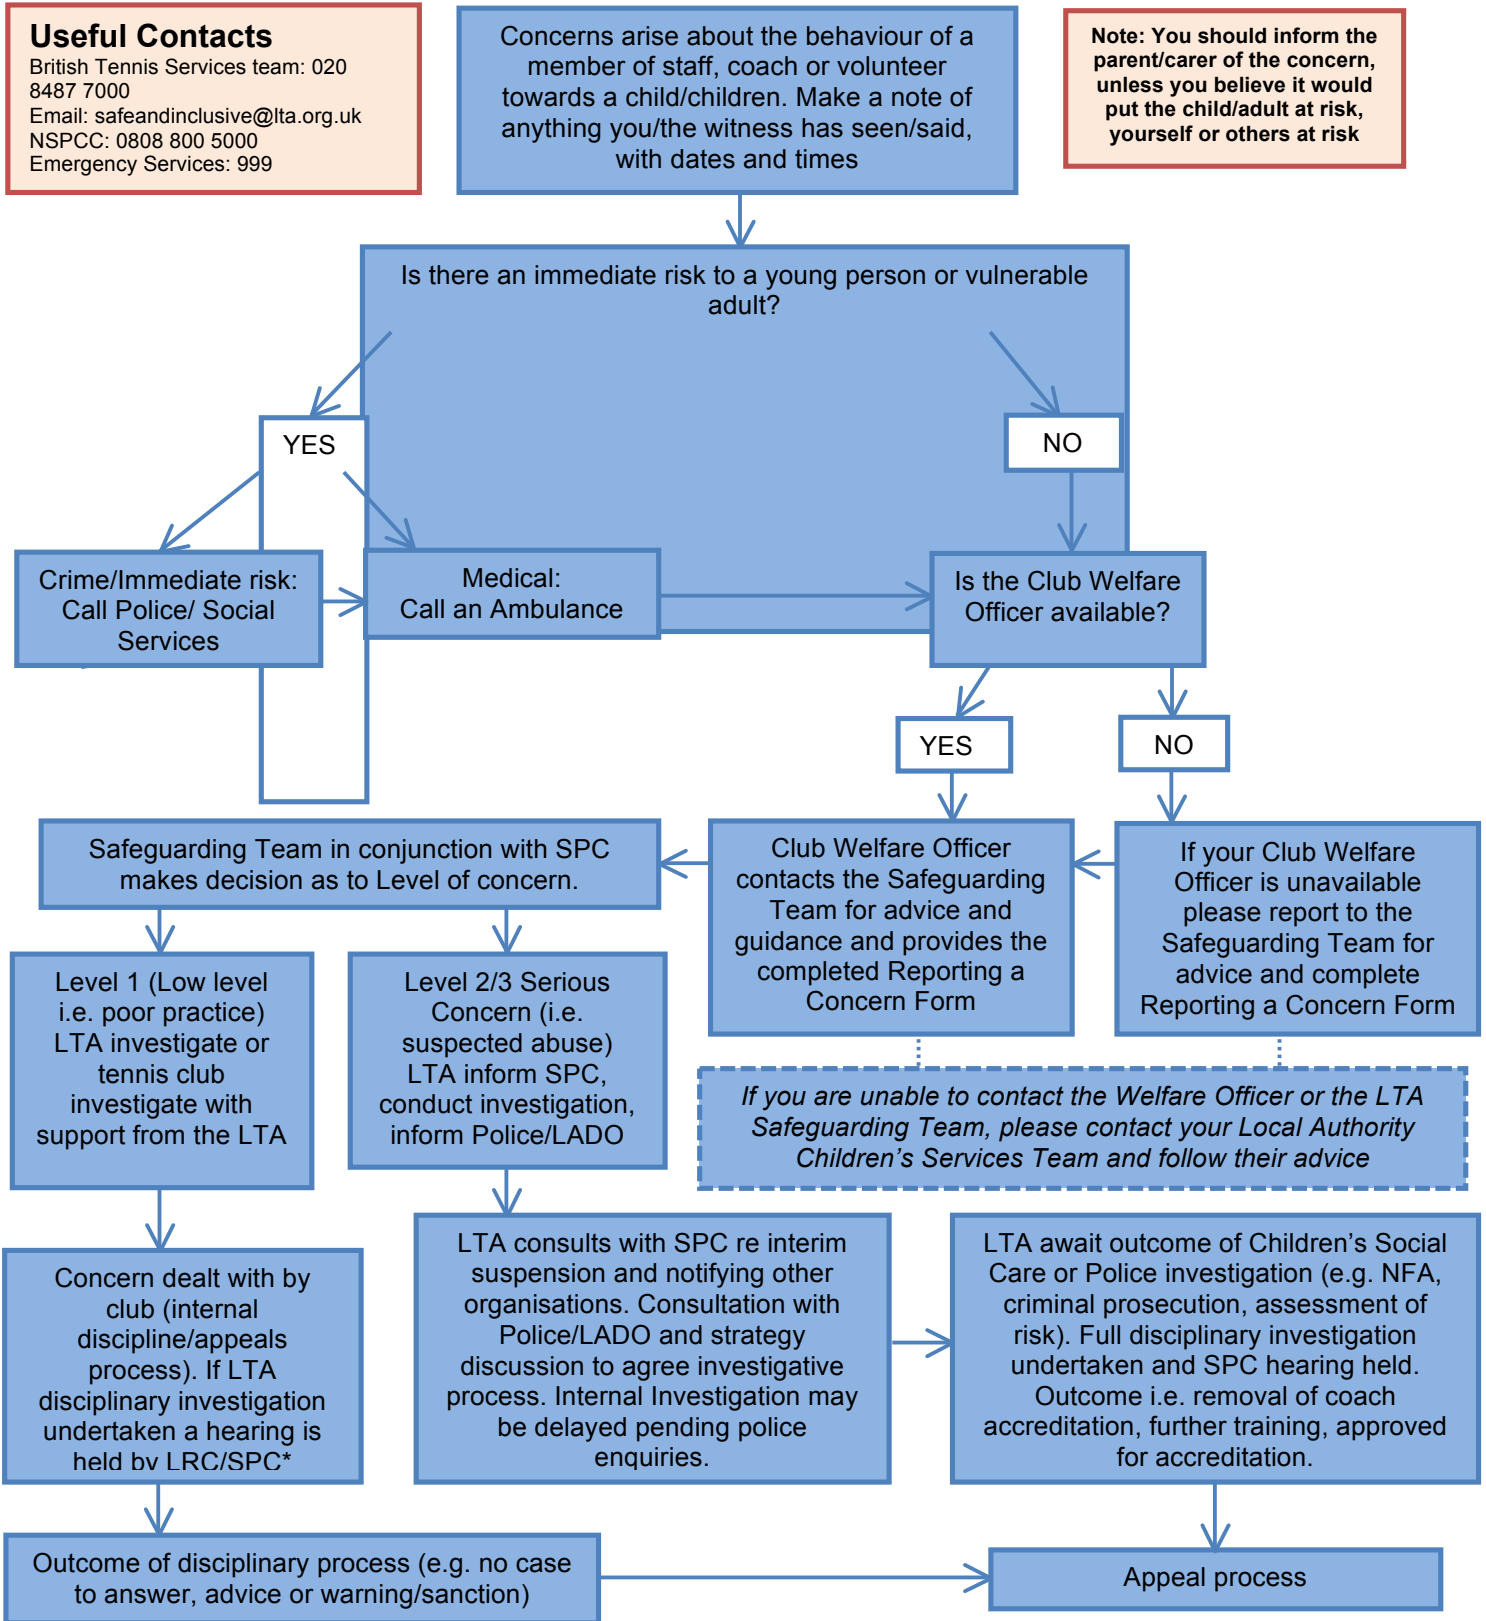 Useful Contacts
British Tennis Services team: 020
8487 7000
Email: safeandinclusive@lta.org.uk
NSPCC: 0808 800 5000
Emergency Services: 999
Concerns arise about the behaviour of a
member of staff, coach or volunteer
towards a child/children. Make a note of
anything you/the witness has seen/said,
with dates and times
Note: You should inform the
parent/carer of the concern,
unless you believe it would
put the child/adult at risk,
yourself or others at risk
Is there an immediate risk to a young person or vulnerable
adult?
YES
NO
Crime/Immediate risk:
Call Police/ Social
Services
Medical:
Call an Ambulance
Is the Club Welfare
Officer available?
YES
NO
Safeguarding Team in conjunction with SPC
makes decision as to Level of concern.
Club Welfare Officer
contacts the Safeguarding
Team for advice and
guidance and provides the
completed Reporting a
Concern Form
If your Club Welfare
Officer is unavailable
please report to the
Safeguarding Team for
advice and complete
Reporting a Concern Form
Level 1 (Low level
i.e. poor practice)
LTA investigate or
tennis club
investigate with
support from the LTA
Level 2/3 Serious
Concern (i.e.
suspected abuse)
LTA inform SPC,
conduct investigation,
inform Police/LADO
If you are unable to contact the Welfare Officer or the LTA
Safeguarding Team, please contact your Local Authority
Children’s Services Team and follow their advice
Concern dealt with by
club (internal
discipline/appeals
process). If LTA
disciplinary investigation
undertaken a hearing is
held by LRC/SPC*
LTA consults with SPC re interim
suspension and notifying other
organisations. Consultation with
Police/LADO and strategy
discussion to agree investigative
process. Internal Investigation may
be delayed pending police
enquiries.
LTA await outcome of Children’s Social
Care or Police investigation (e.g. NFA,
criminal prosecution, assessment of
risk). Full disciplinary investigation
undertaken and SPC hearing held.
Outcome i.e. removal of coach
accreditation, further training, approved
for accreditation.
Outcome of disciplinary process (e.g. no case
to answer, advice or warning/sanction)
Appeal process